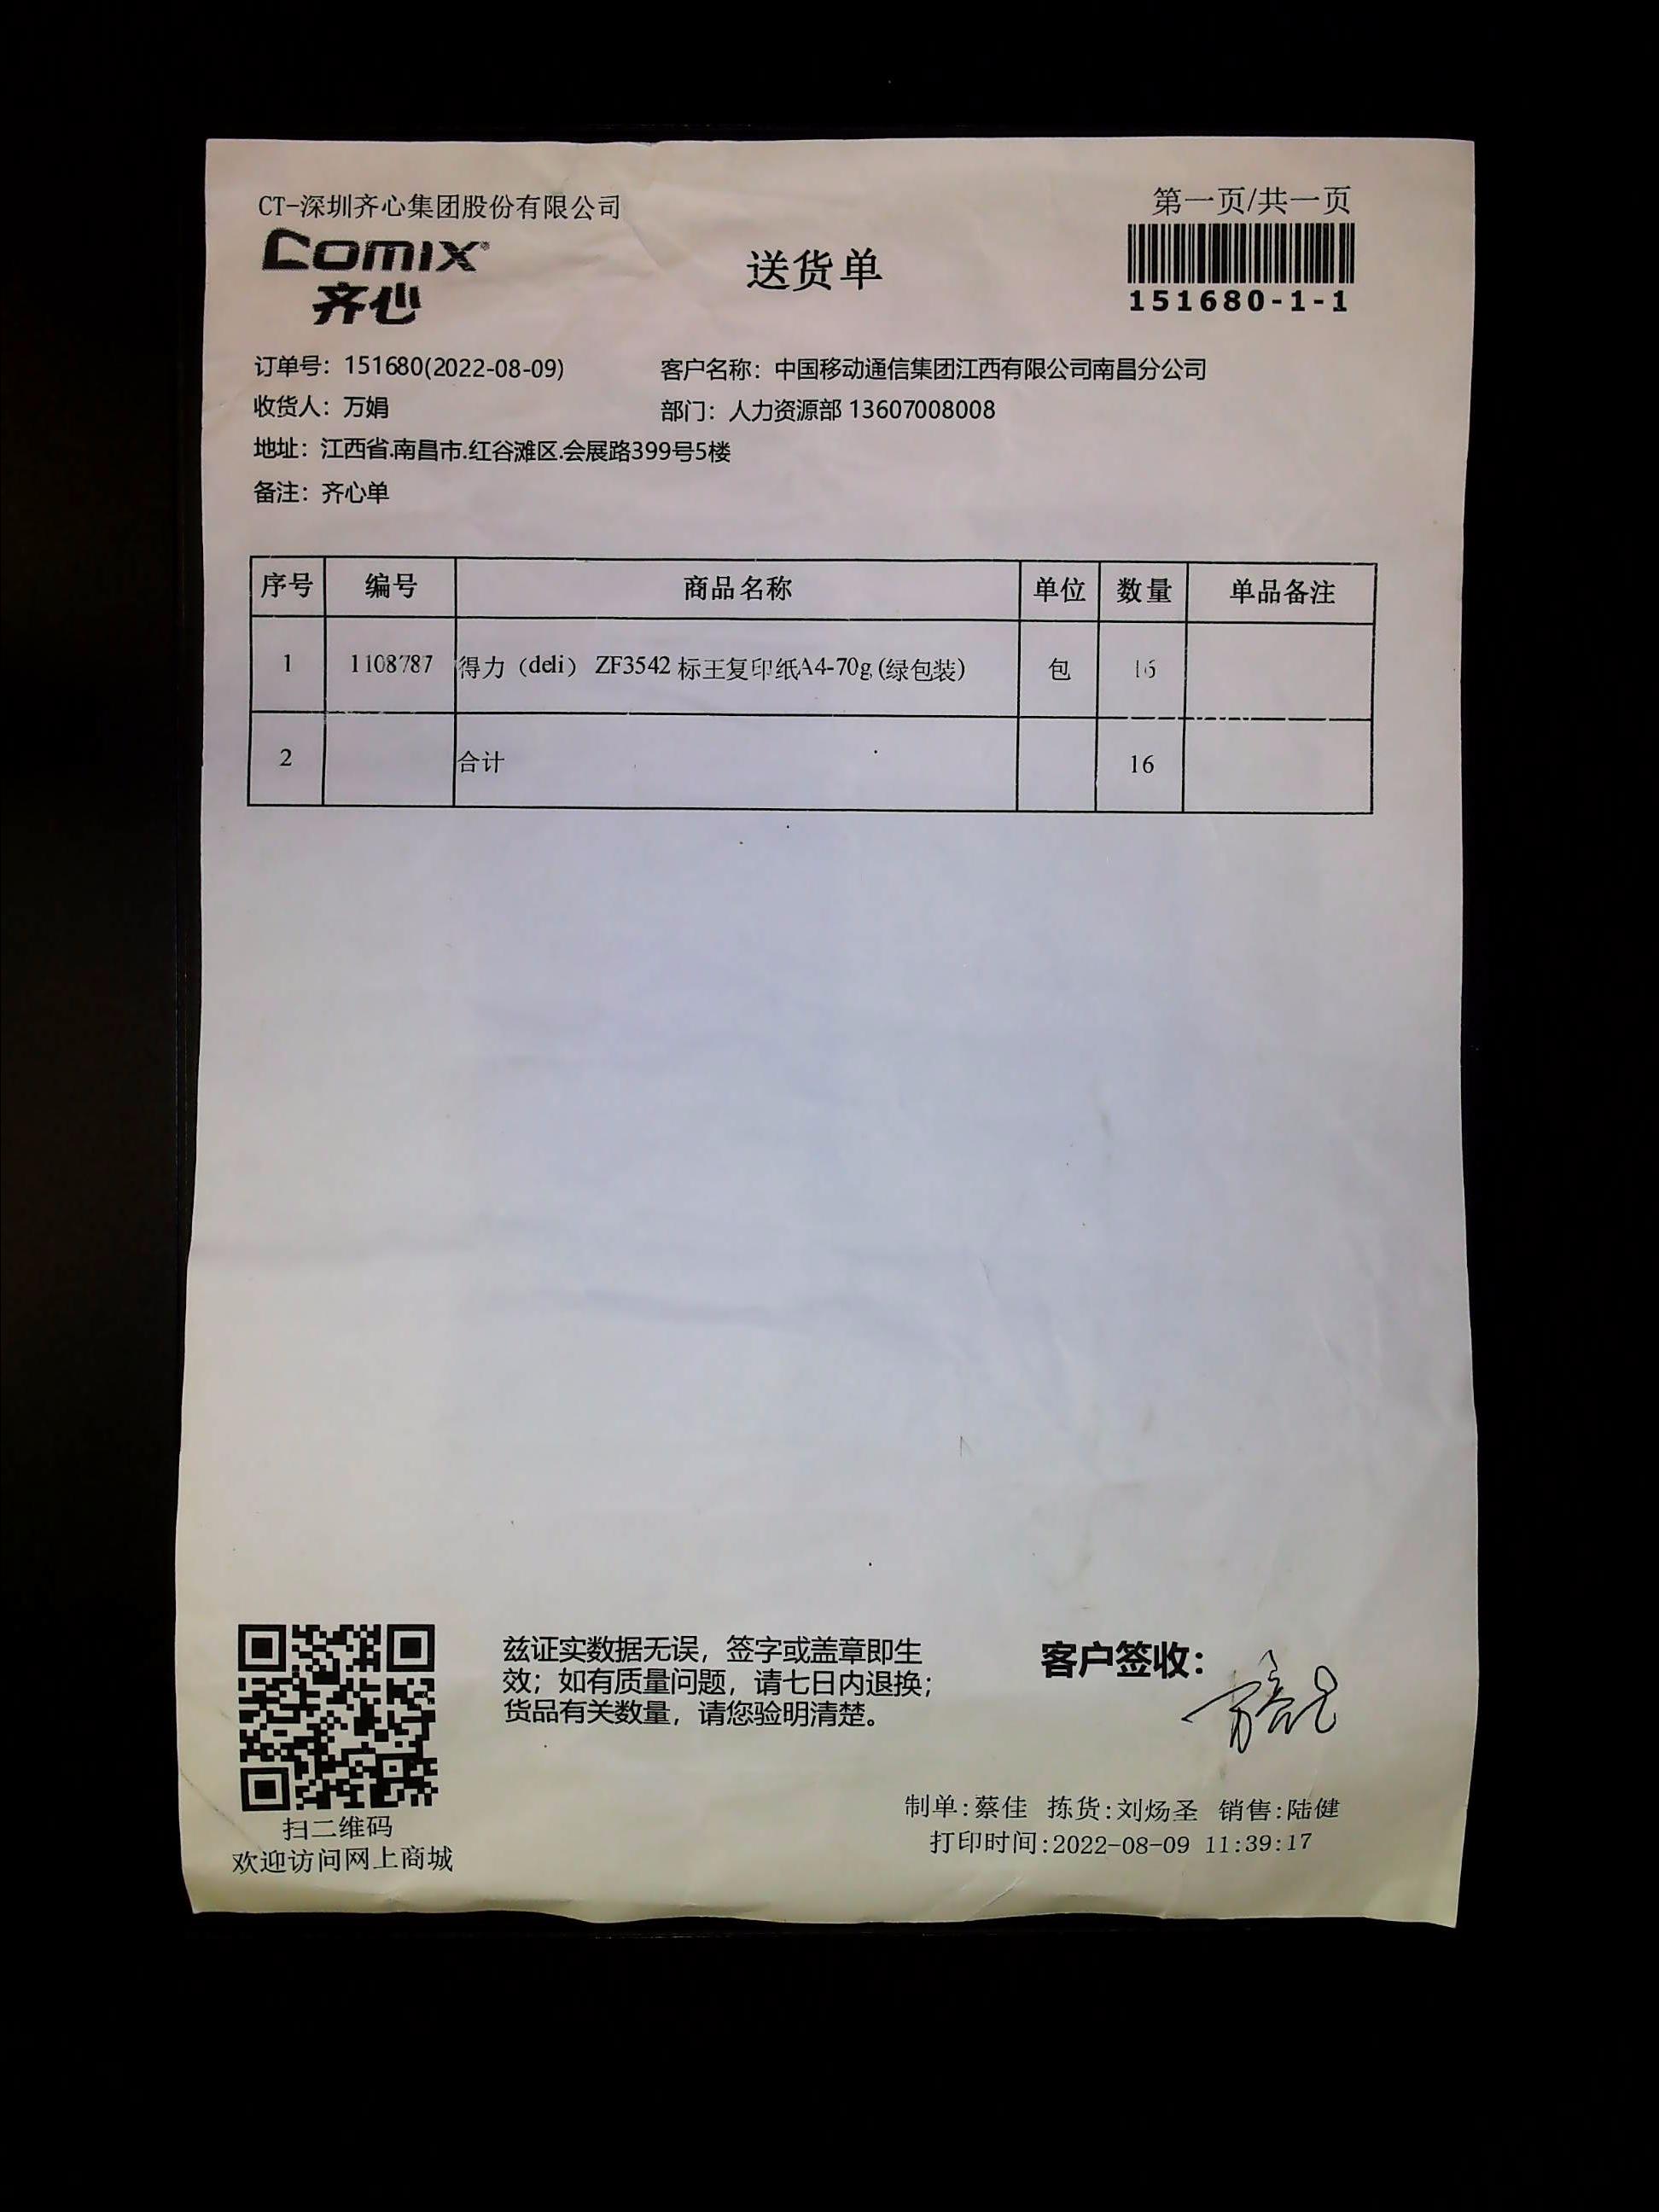 CT-深圳齐心集团股份有限公司
第一页/共一页
Comix
齐心
送货单
151680-1-1
订单号：151680(2022-08-09) 客户名称：中国移动通信集团江西有限公司南昌分公司
收货人：万娟 部门：人力资源部 13607008008
地址：江西省.南昌市.红谷滩区.会展路399号5楼
备注：齐心单
序号 编号 商品名称 单位 数量 单品备注
1 1108787 得力（deli） ZF3542 标王复印纸A4-70g (绿包装) 包 16
2 合计 16
兹证实数据无误，签字或盖章即生
效；如有质量问题，请七日内退换；
货品有关数量，请您验明清楚。
客户签收：
扫二维码
欢迎访问网上商城
制单:蔡佳 拣货:刘炀圣 销售:陆健
打印时间:2022-08-09 11:39:17